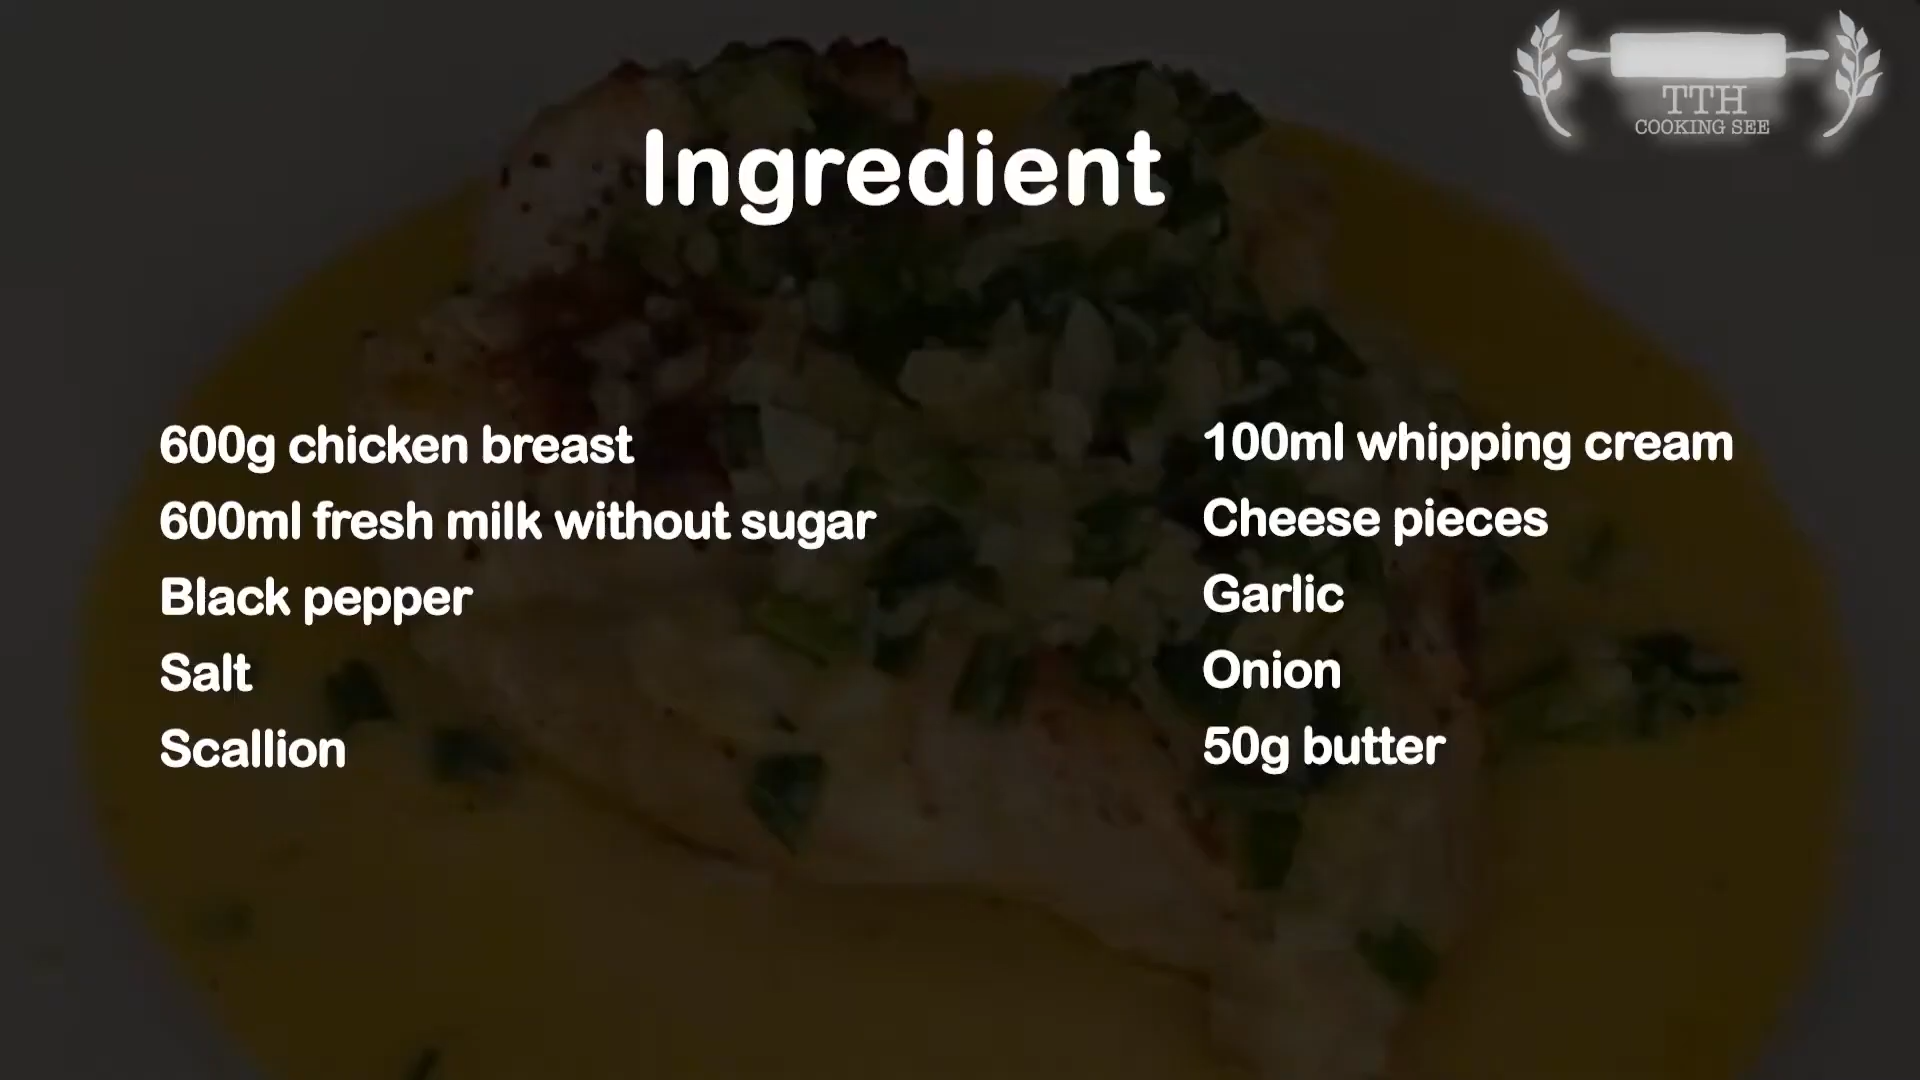 TTH
COOKING SEE
Ingredient
600g chicken breast
600ml fresh milk without sugar
Black pepper
Salt
Scallion
100ml whipping cream
Cheese pieces
Garlic
Onion
50g butter